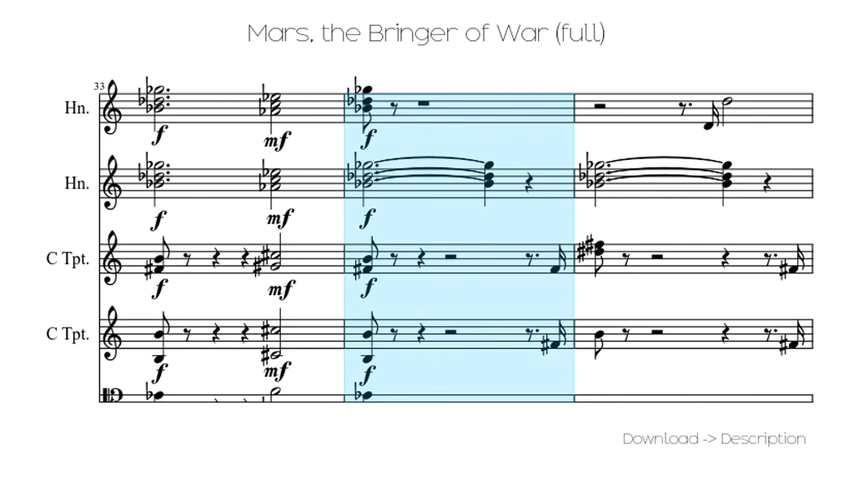 Mars, the Bringer of War (full)
33
Hn.
f mf f
Hn.
f mf f
C Tpt.
f mf f
C Tpt.
f mf f
Download -> Description